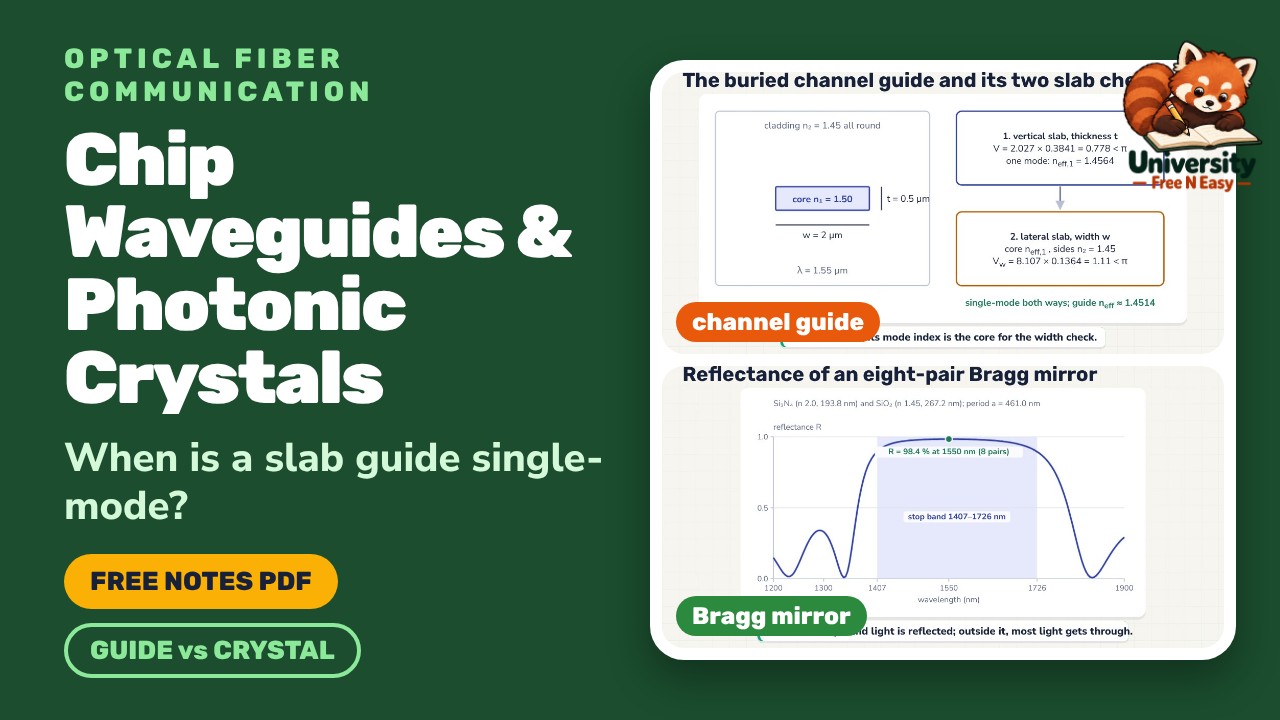 OPTICAL FIBER
COMMUNICATION
Chip
Waveguides &
Photonic
Crystals
When is a slab guide single-
mode?
FREE NOTES PDF
GUIDE vs CRYSTAL
The buried channel guide and its two slab
cladding n₂ = 1.45 all round
core n₁ = 1.50
t = 0.5 µm
w = 2 µm
λ = 1.55 µm
1. vertical slab, thickness t
V = 2.027 × 0.3841 = 0.778 < π
one mode: neff,1 = 1.4564
2. lateral slab, width w
core neff,1 , sides n₂ = 1.45
Vw = 8.107 × 0.1364 = 1.11 < π
single-mode both ways; guide neff ≈ 1.4514
channel guide
mode index is the core for the width check.
University
Free N Easy
Reflectance of an eight-pair Bragg mirror
Si₃N₄ (n 2.0, 193.8 nm) and SiO₂ (n 1.45, 267.2 nm); period a = 461.0 nm
reflectance R
1.0
R = 98.4 % at 1550 nm (8 pairs)
0.5
stop band 1407–1726 nm
0.0
1200 1300 1407 1550 1726 1900
wavelength (nm)
Bragg mirror
light is reflected; outside it, most light gets through.